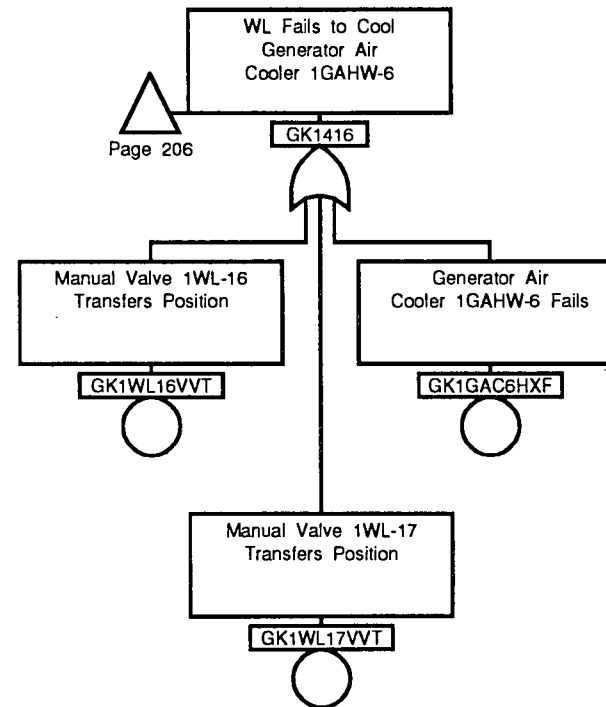 WL Fails to Cool
Generator Air
Cooler 1GAHW-6
Page 206
GK1416
Manual Valve 1WL-16
Transfers Position
GK1WL16VVT
Generator Air
Cooler 1GAHW-6 Fails
GK1GAC6HXF
Manual Valve 1WL-17
Transfers Position
GK1WL17VVT